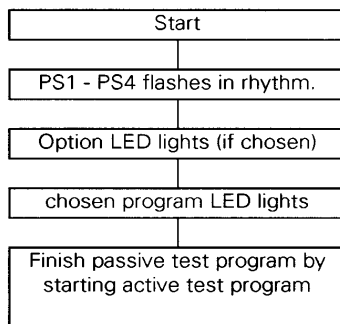 Start
PS1 - PS4 flashes in rhythm.
Option LED lights (if chosen)
chosen program LED lights
Finish passive test program by
starting active test program